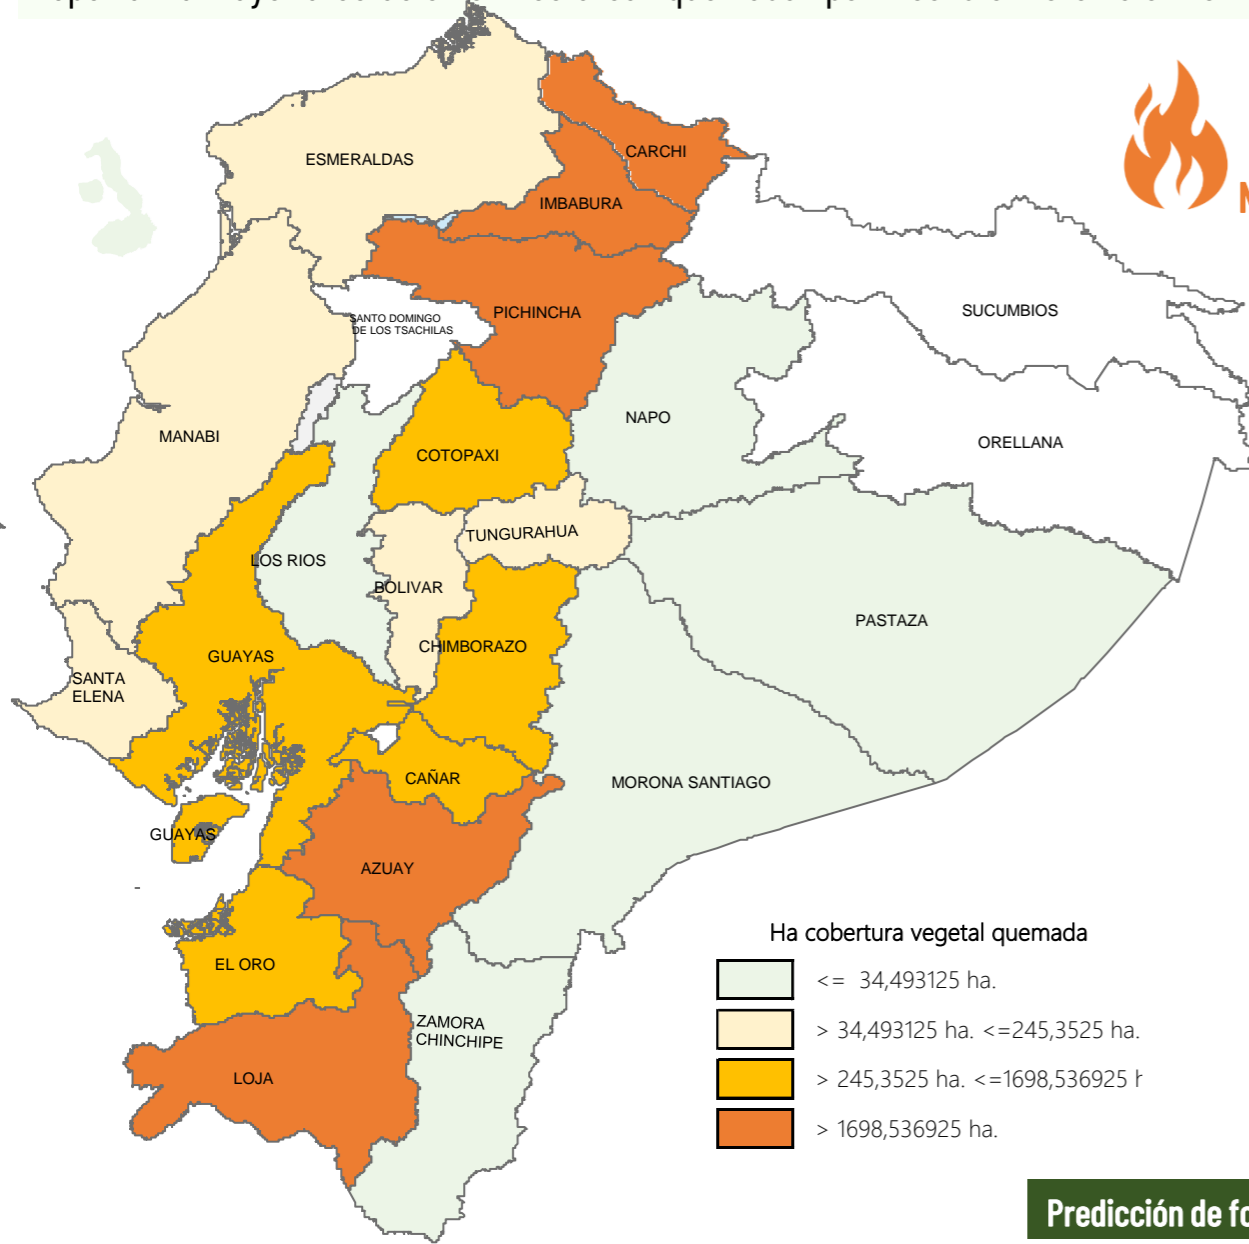 ESMERALDAS
CARCHI
IMBABURA
PICHINCHA
SANTO DOMINGO
DE LOS TSACHILAS
SUCUMBIOS
NAPO
ORELLANA
MANABI
COTOPAXI
TUNGURAHUA
LOS RIOS
BOLIVAR
PASTAZA
CHIMBORAZO
GUAYAS
SANTA
ELENA
CAÑAR
MORONA SANTIAGO
GUAYAS
AZUAY
EL ORO
ZAMORA
CHINCHIPE
LOJA
Ha cobertura vegetal quemada
<= 34,493125 ha.
> 34,493125 ha. <=245,3525 ha.
> 245,3525 ha. <=1698,536925 h
> 1698,536925 ha.
Predicción de